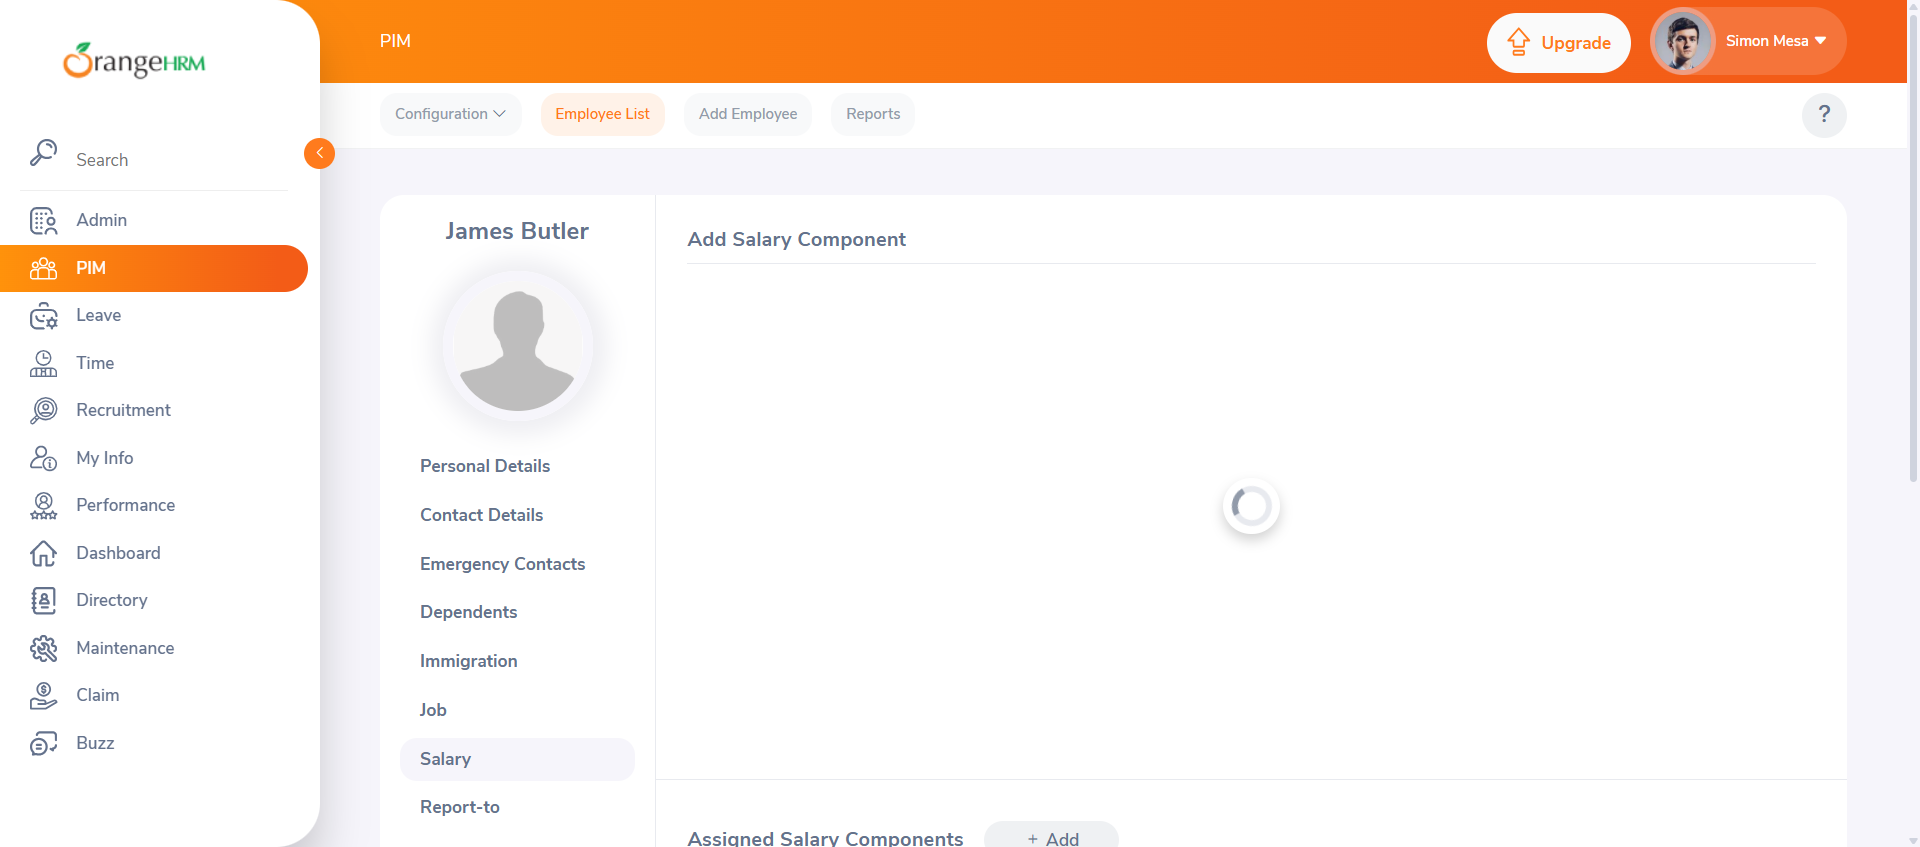 OrangeHRM
PIM
Upgrade
Simon Mesa
Configuration
Employee List
Add Employee
Reports
?
Search
Admin
PIM
Leave
Time
Recruitment
My Info
Performance
Dashboard
Directory
Maintenance
Claim
Buzz
James Butler
Personal Details
Contact Details
Emergency Contacts
Dependents
Immigration
Job
Salary
Report-to
Add Salary Component
Assigned Salary Components
+ Add